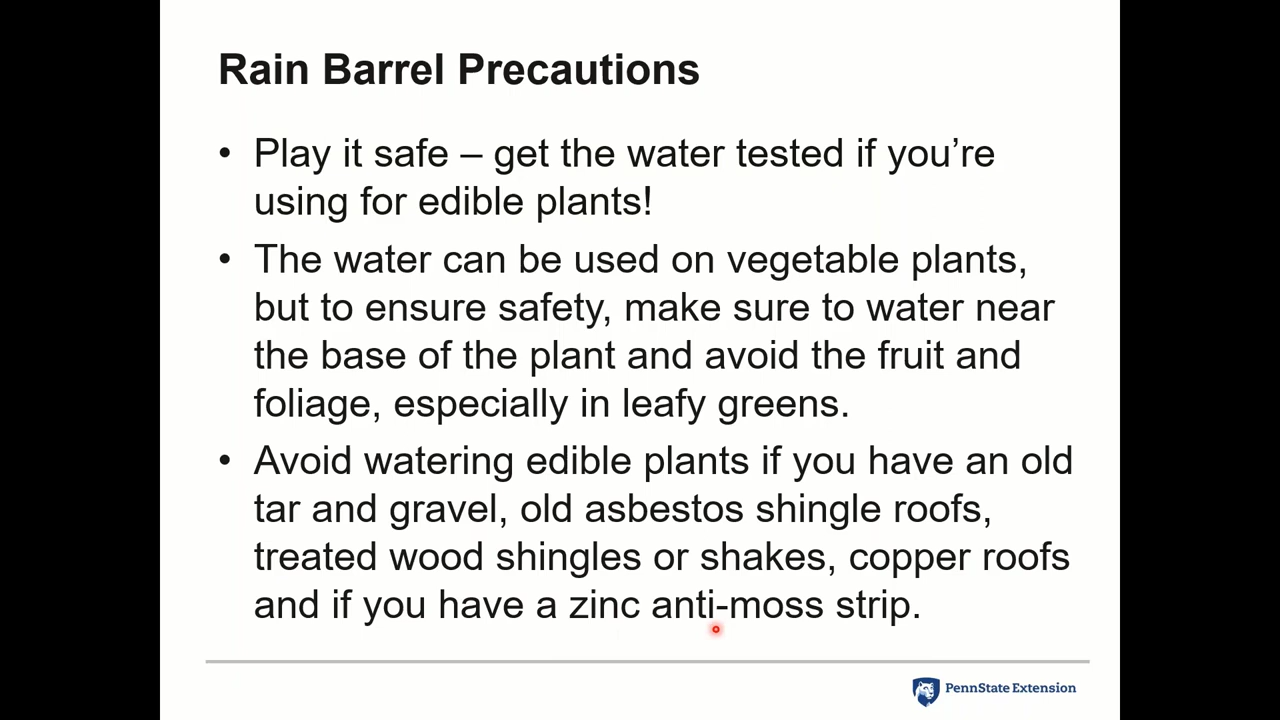 Rain Barrel Precautions
• Play it safe – get the water tested if you’re
using for edible plants!
• The water can be used on vegetable plants,
but to ensure safety, make sure to water near
the base of the plant and avoid the fruit and
foliage, especially in leafy greens.
• Avoid watering edible plants if you have an old
tar and gravel, old asbestos shingle roofs,
treated wood shingles or shakes, copper roofs
and if you have a zinc anti-moss strip.
PennState Extension